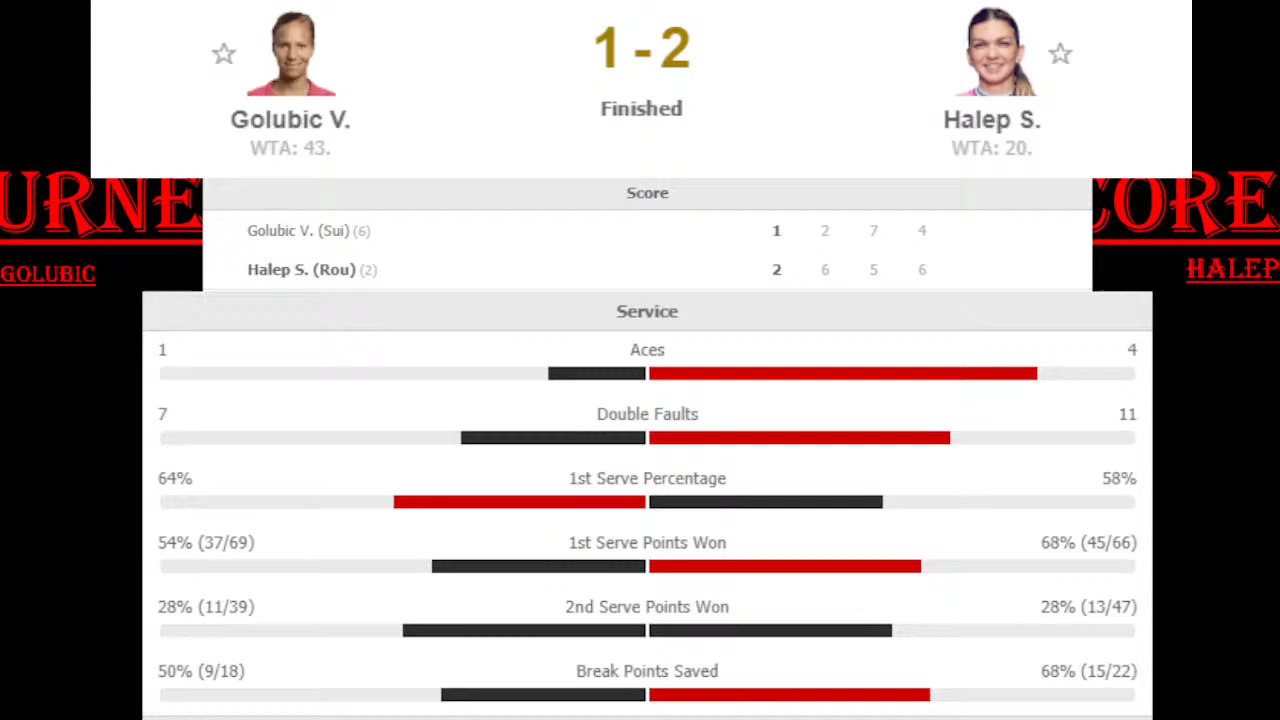 1 - 2
Finished
Golubic V.
Halep S.
WTA: 43.
WTA: 20.
URNE
CORE
GOLUBIC
HALEP
Score
Golubic V. (Sui) (6) 1 2 7 4
Halep S. (Rou) (2) 2 6 5 6
Service
1 Aces 4
7 Double Faults 11
64% 1st Serve Percentage 58%
54% (37/69) 1st Serve Points Won 68% (45/66)
28% (11/39) 2nd Serve Points Won 28% (13/47)
50% (9/18) Break Points Saved 68% (15/22)